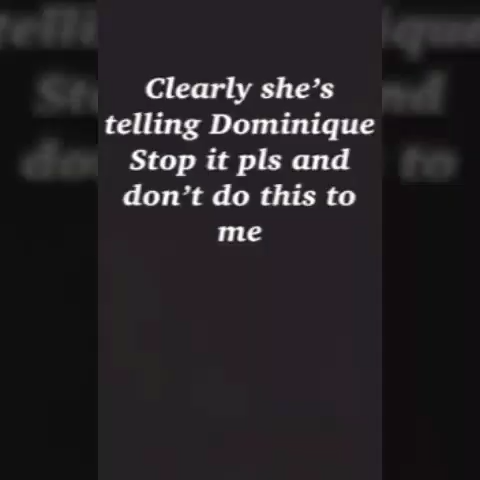 Clearly she's
telling Dominique
Stop it pls and
don't do this to
me